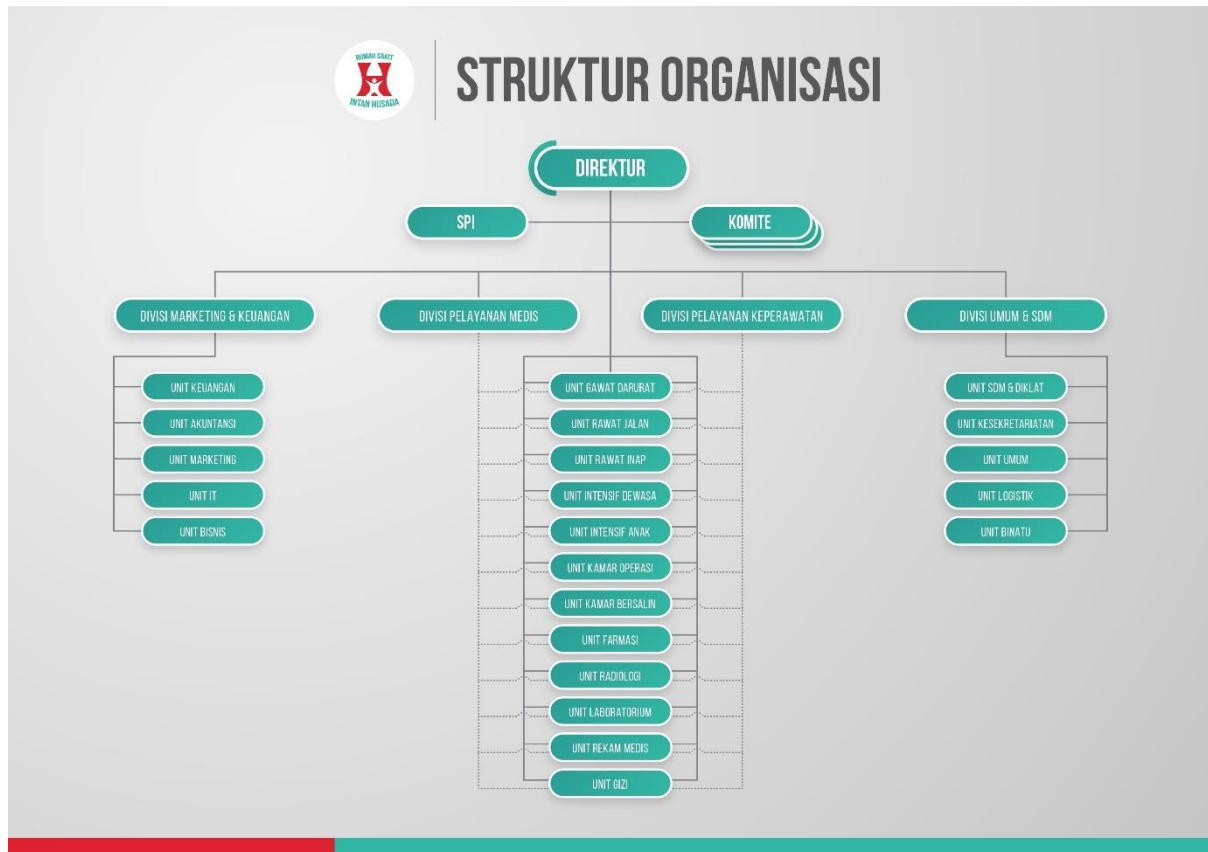 RUMAH SAKIT
INTAN HUSADA
STRUKTUR ORGANISASI
DIREKTUR
SPI
KOMITE
DIVISI MARKETING & KEUANGAN
DIVISI PELAYANAN MEDIS
DIVISI PELAYANAN KEPERAWATAN
DIVISI UMUM & SDM
UNIT KEUANGAN
UNIT AKUNTANSI
UNIT MARKETING
UNIT IT
UNIT BISNIS
UNIT GAWAT DARURAT
UNIT RAWAT JALAN
UNIT RAWAT INAP
UNIT INTENSIF DEWASA
UNIT INTENSIF ANAK
UNIT KAMAR OPERASI
UNIT KAMAR BERSALIN
UNIT FARMASI
UNIT RADIOLOGI
UNIT LABORATORIUM
UNIT REKAM MEDIS
UNIT GIZI
UNIT SDM & DIKLAT
UNIT KESEKRETARIATAN
UNIT UMUM
UNIT LOGISTIK
UNIT BINATU